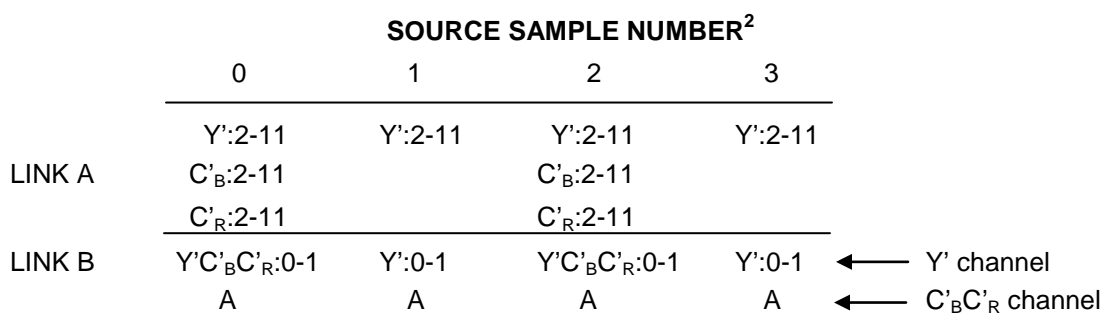 SOURCE SAMPLE NUMBER2
0 1 2 3
Y':2-11 Y':2-11 Y':2-11 Y':2-11
LINK A C'B:2-11 C'B:2-11
C'R:2-11 C'R:2-11
LINK B Y'C'BC'R:0-1 Y':0-1 Y'C'BC'R:0-1 Y':0-1 Y' channel
A A A A C'BC'R channel